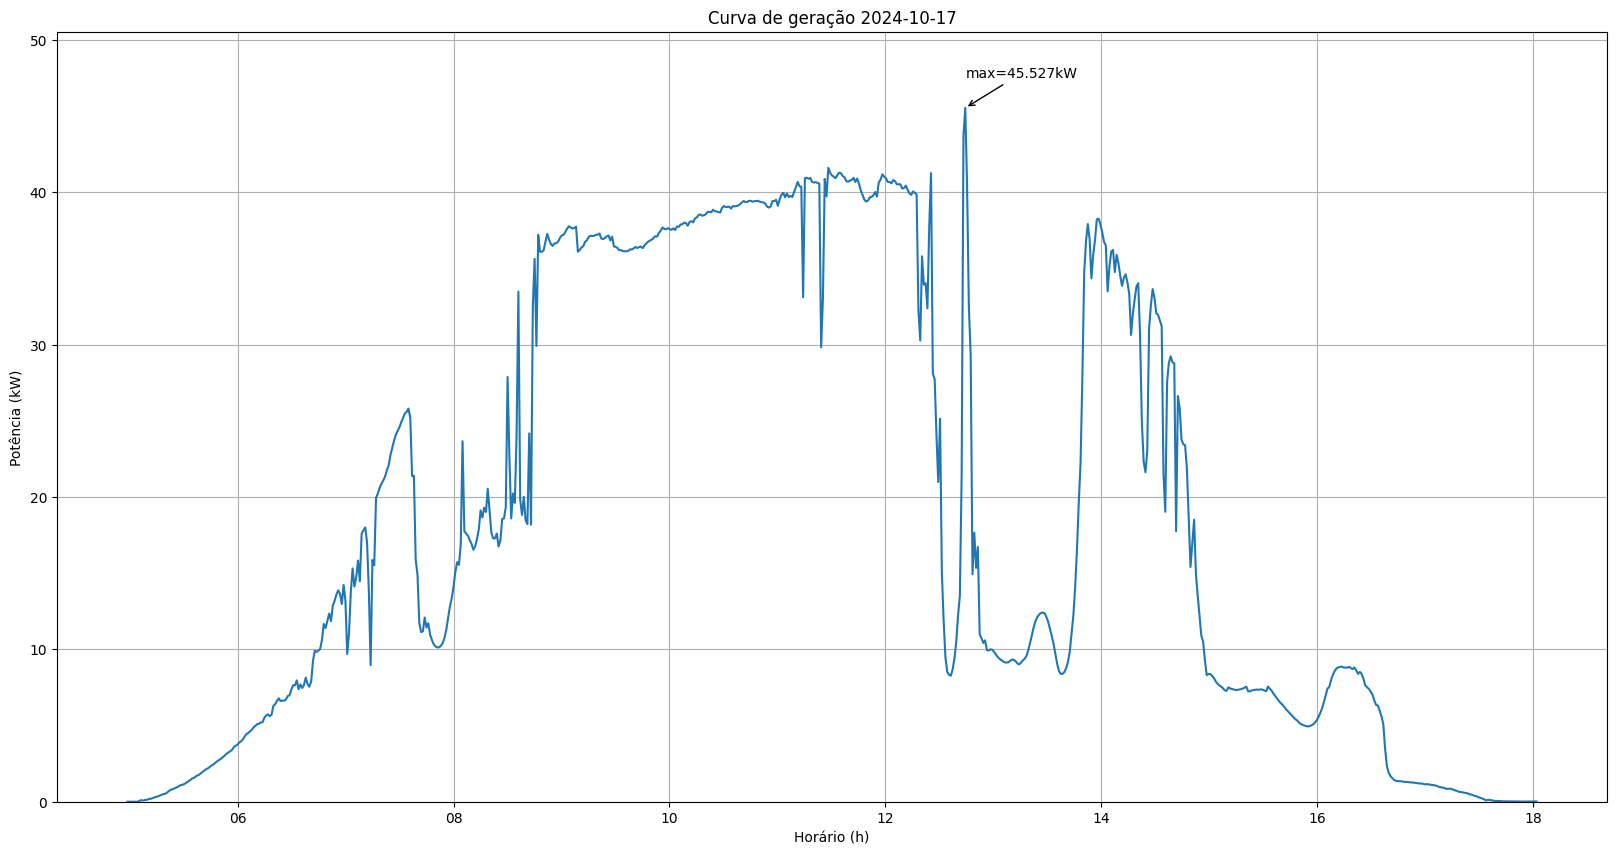 Curva de geração 2024-10-17
50
max=45.527kW
40
30
Potência (kW)
20
10
0
06 08 10 12 14 16 18
Horário (h)